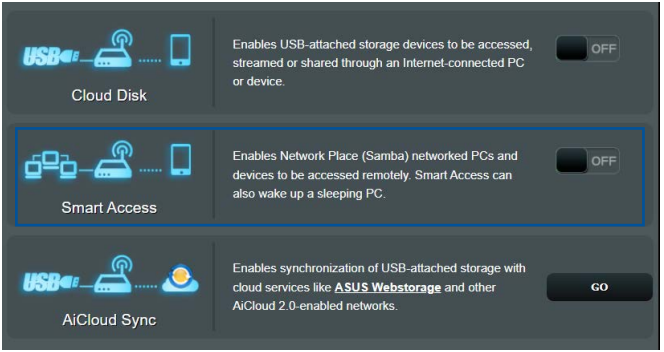 USB
Cloud Disk
Enables USB-attached storage devices to be accessed,
streamed or shared through an Internet-connected PC
or device.
OFF
Smart Access
Enables Network Place (Samba) networked PCs and
devices to be accessed remotely. Smart Access can
also wake up a sleeping PC.
OFF
USB
AiCloud Sync
Enables synchronization of USB-attached storage with
cloud services like ASUS Webstorage and other
AiCloud 2.0-enabled networks.
GO